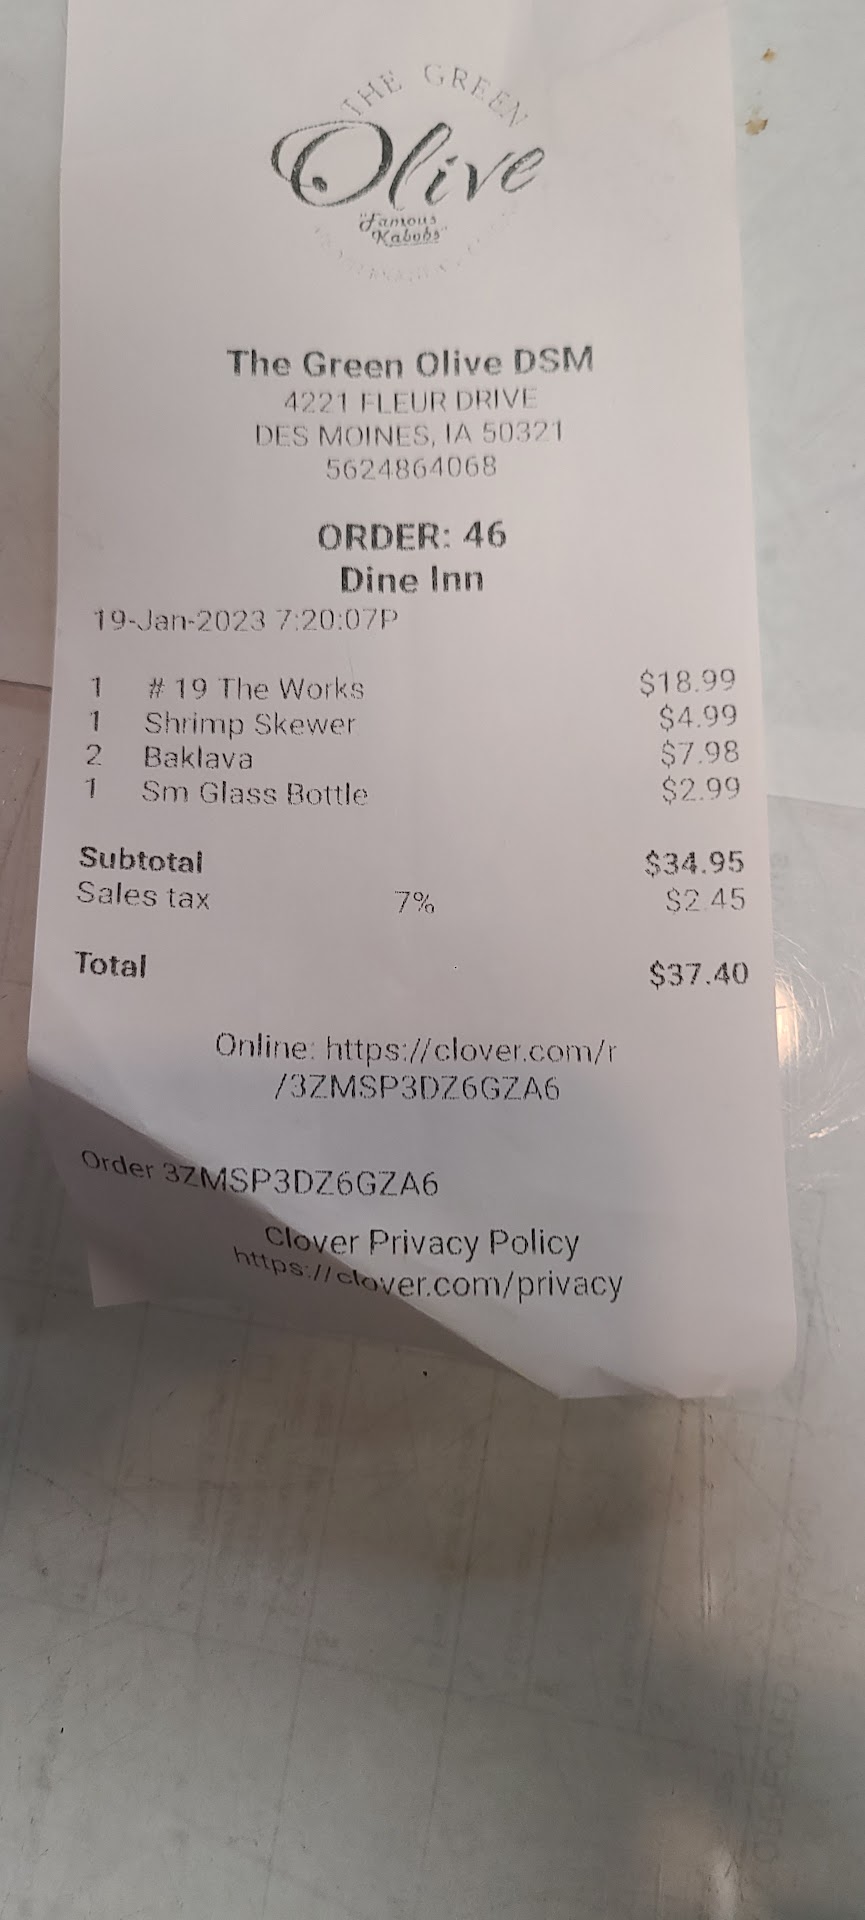 THE GREEN
Olive
"Famous
Kabobs"
The Green Olive DSM
4221 FLEUR DRIVE
DES MOINES, IA 50321
5624864068
ORDER: 46
Dine Inn
19-Jan-2023 7:20:07P
1 # 19 The Works $18.99
1 Shrimp Skewer $4.99
2 Baklava $7.98
1 Sm Glass Bottle $2.99
Subtotal $34.95
Sales tax 7% $2.45
Total $37.40
Online: https://clover.com/r
/3ZMSP3DZ6GZA6
Order 3ZMSP3DZ6GZA6
Clover Privacy Policy
https://clover.com/privacy